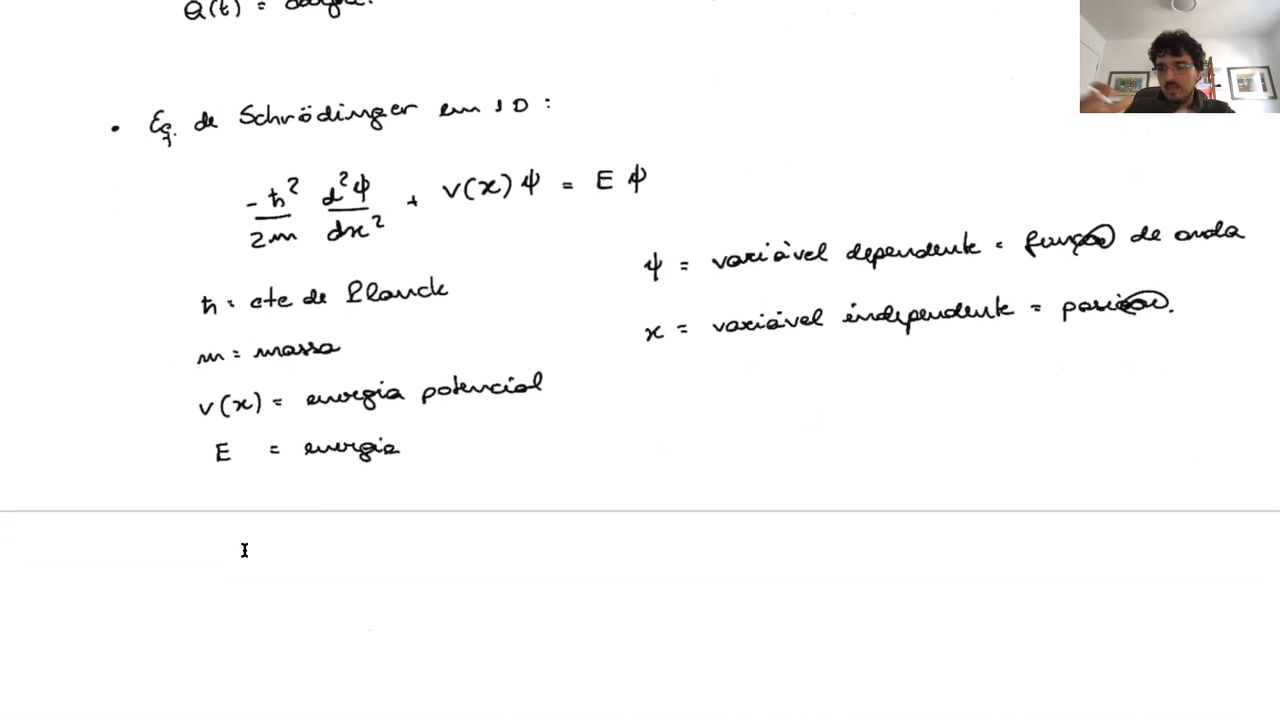 Q(t) = carga.
• Eq. de Schrödinger em 1D :
-ħ²/2m d²ψ/dx² + V(x) ψ = E ψ
ħ = cte de Planck
m = massa
V(x) = energia potencial
E = energia
ψ = variável dependente = função de onda
x = variável independente = posição.